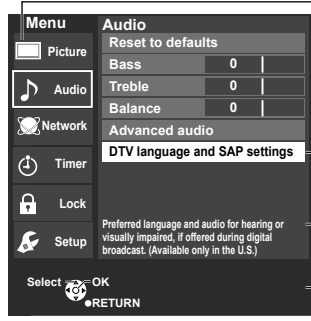 Menu
Audio
Picture
Reset to defaults
Bass 0
Audio
Treble 0
Balance 0
Network
Advanced audio
DTV language and SAP settings
Timer
Lock
Setup
Preferred language and audio for hearing or
visually impaired, if offered during digital
broadcast. (Available only in the U.S.)
Select OK
RETURN